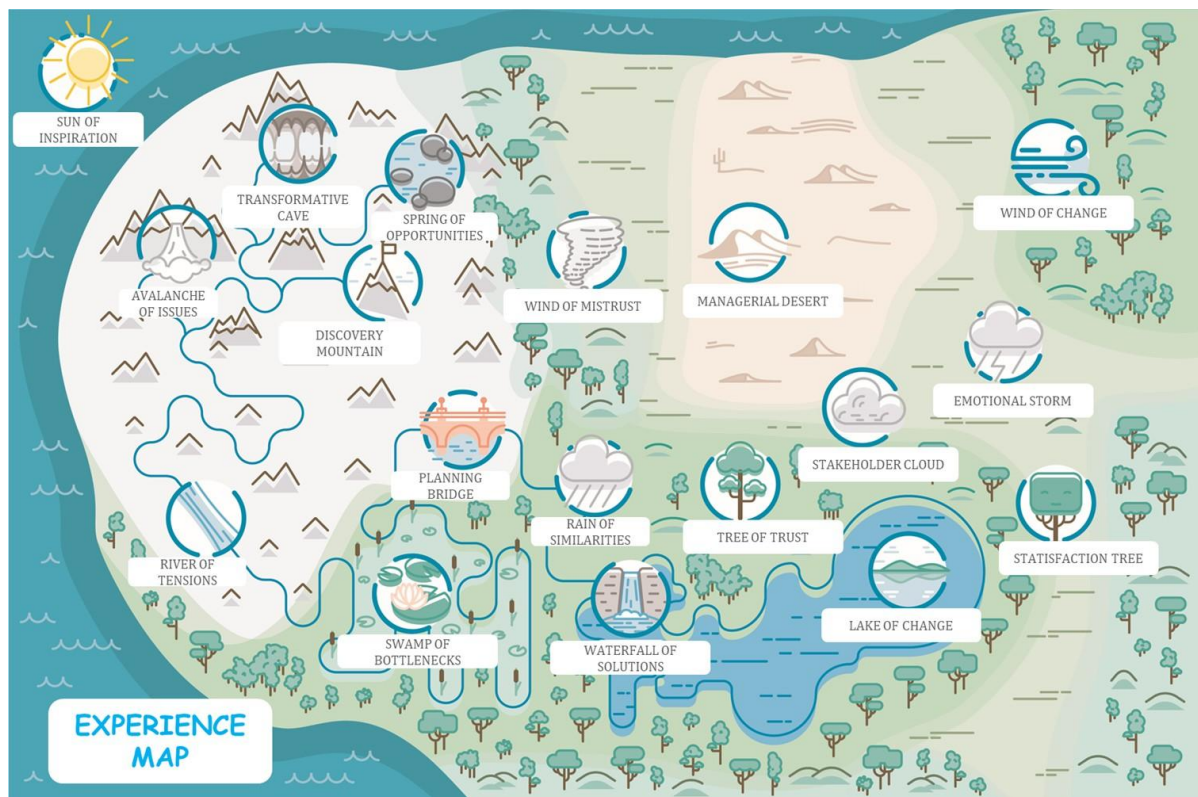 SUN OF
INSPIRATION
TRANSFORMATIVE
CAVE
SPRING OF
OPPORTUNITIES
WIND OF CHANGE
AVALANCHE
OF ISSUES
WIND OF MISTRUST
MANAGERIAL DESERT
DISCOVERY
MOUNTAIN
EMOTIONAL STORM
STAKEHOLDER CLOUD
PLANNING
BRIDGE
RAIN OF
SIMILARITIES
TREE OF TRUST
STATISFACTION TREE
RIVER OF
TENSIONS
LAKE OF CHANGE
SWAMP OF
BOTTLENECKS
WATERFALL OF
SOLUTIONS
EXPERIENCE
MAP